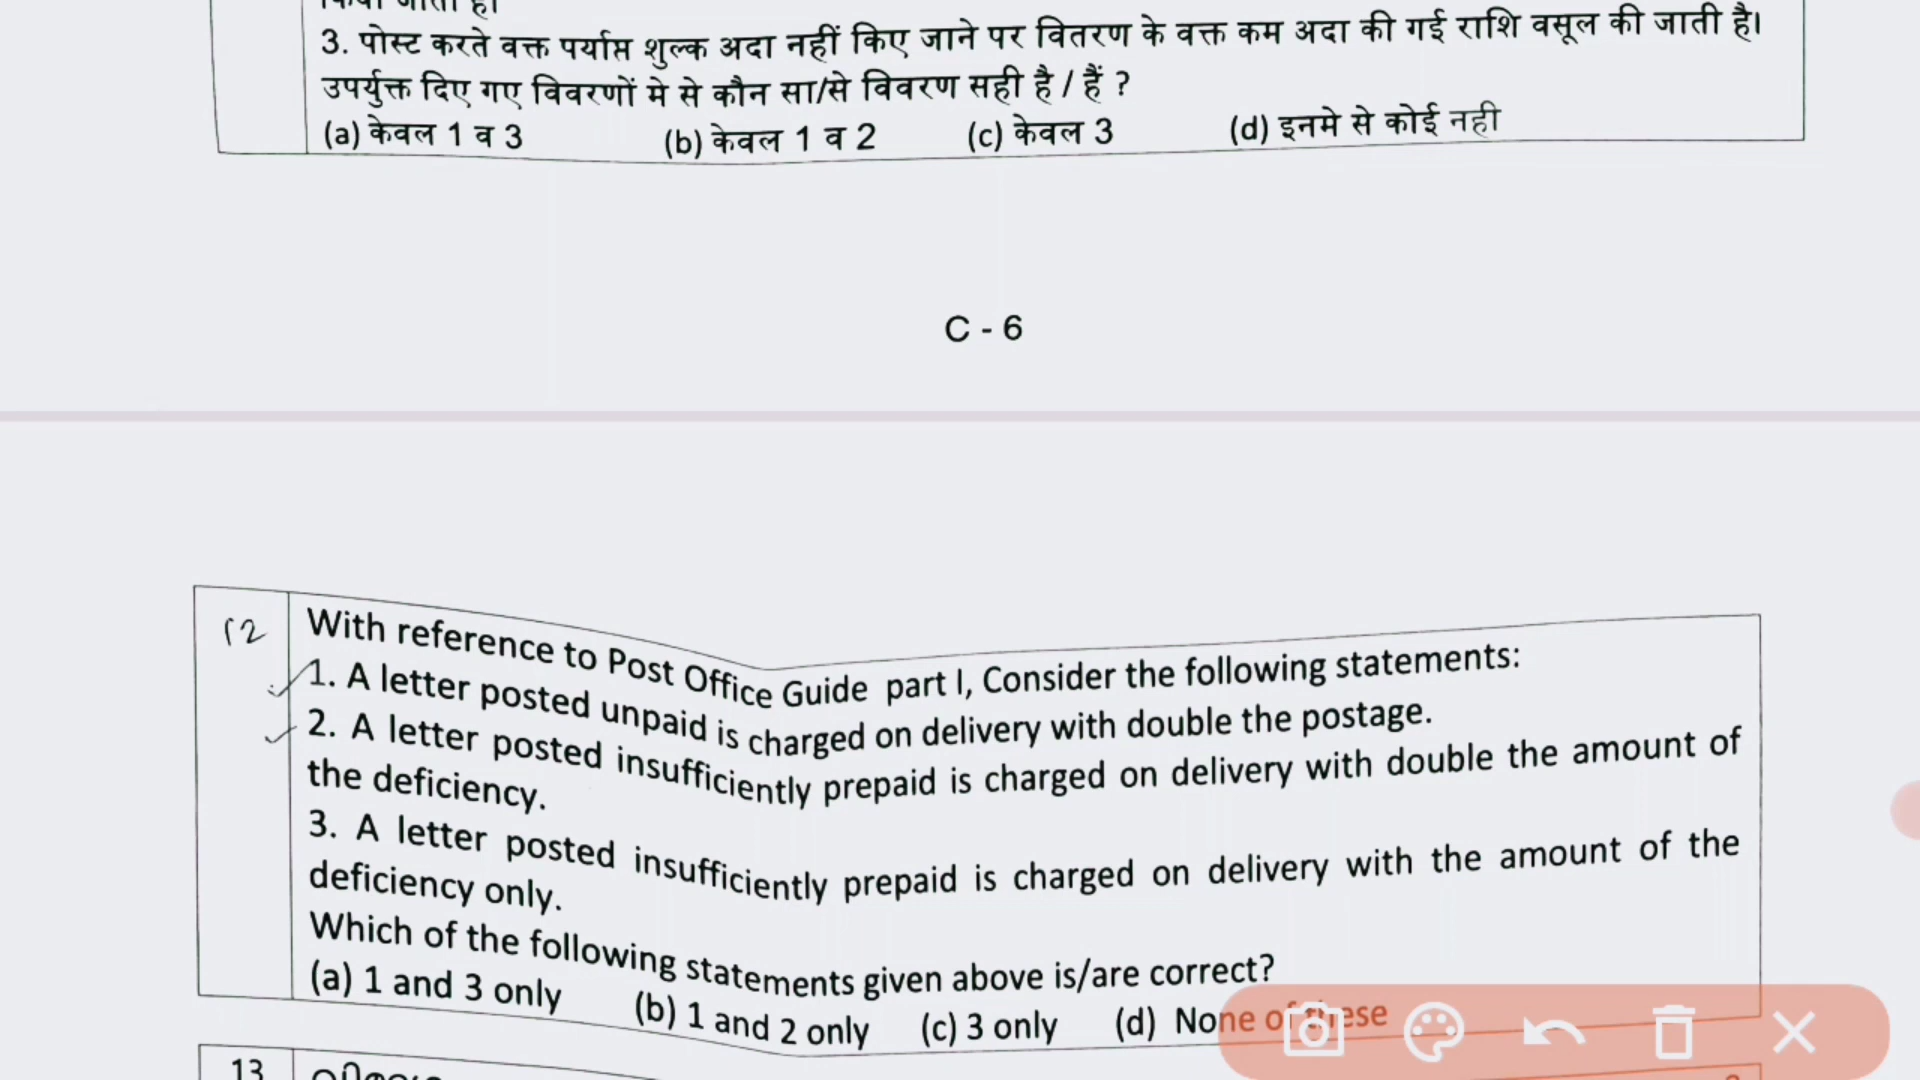 3. पोस्ट करते वक्त पर्याप्त शुल्क अदा नहीं किए जाने पर वितरण के वक्त कम अदा की गई राशि वसूल की जाती है।
उपर्युक्त दिए गए विवरणों मे से कौन सा/से विवरण सही है / हैं ?
(a) केवल 1 व 3 (b) केवल 1 व 2 (c) केवल 3 (d) इनमे से कोई नही
C - 6
12 With reference to Post Office Guide part I, Consider the following statements:
1. A letter posted unpaid is charged on delivery with double the postage.
2. A letter posted insufficiently prepaid is charged on delivery with double the amount of
the deficiency.
3. A letter posted insufficiently prepaid is charged on delivery with the amount of the
deficiency only.
Which of the following statements given above is/are correct?
(a) 1 and 3 only (b) 1 and 2 only (c) 3 only (d) None of these
13